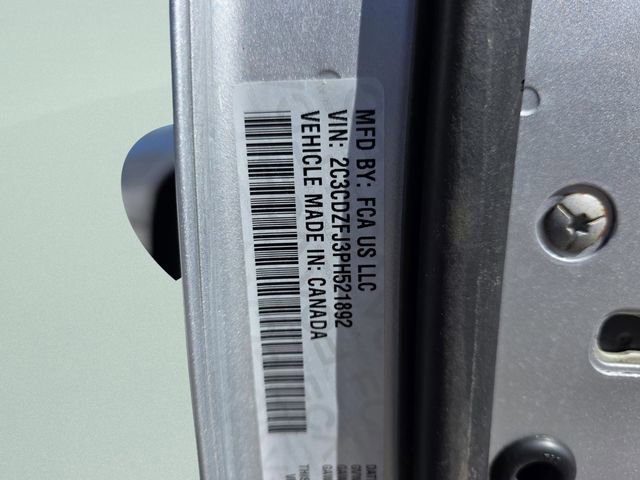 MFD BY: FCA US LLC
VIN: 2C3CDZFJ3PH521892
VEHICLE MADE IN: CANADA